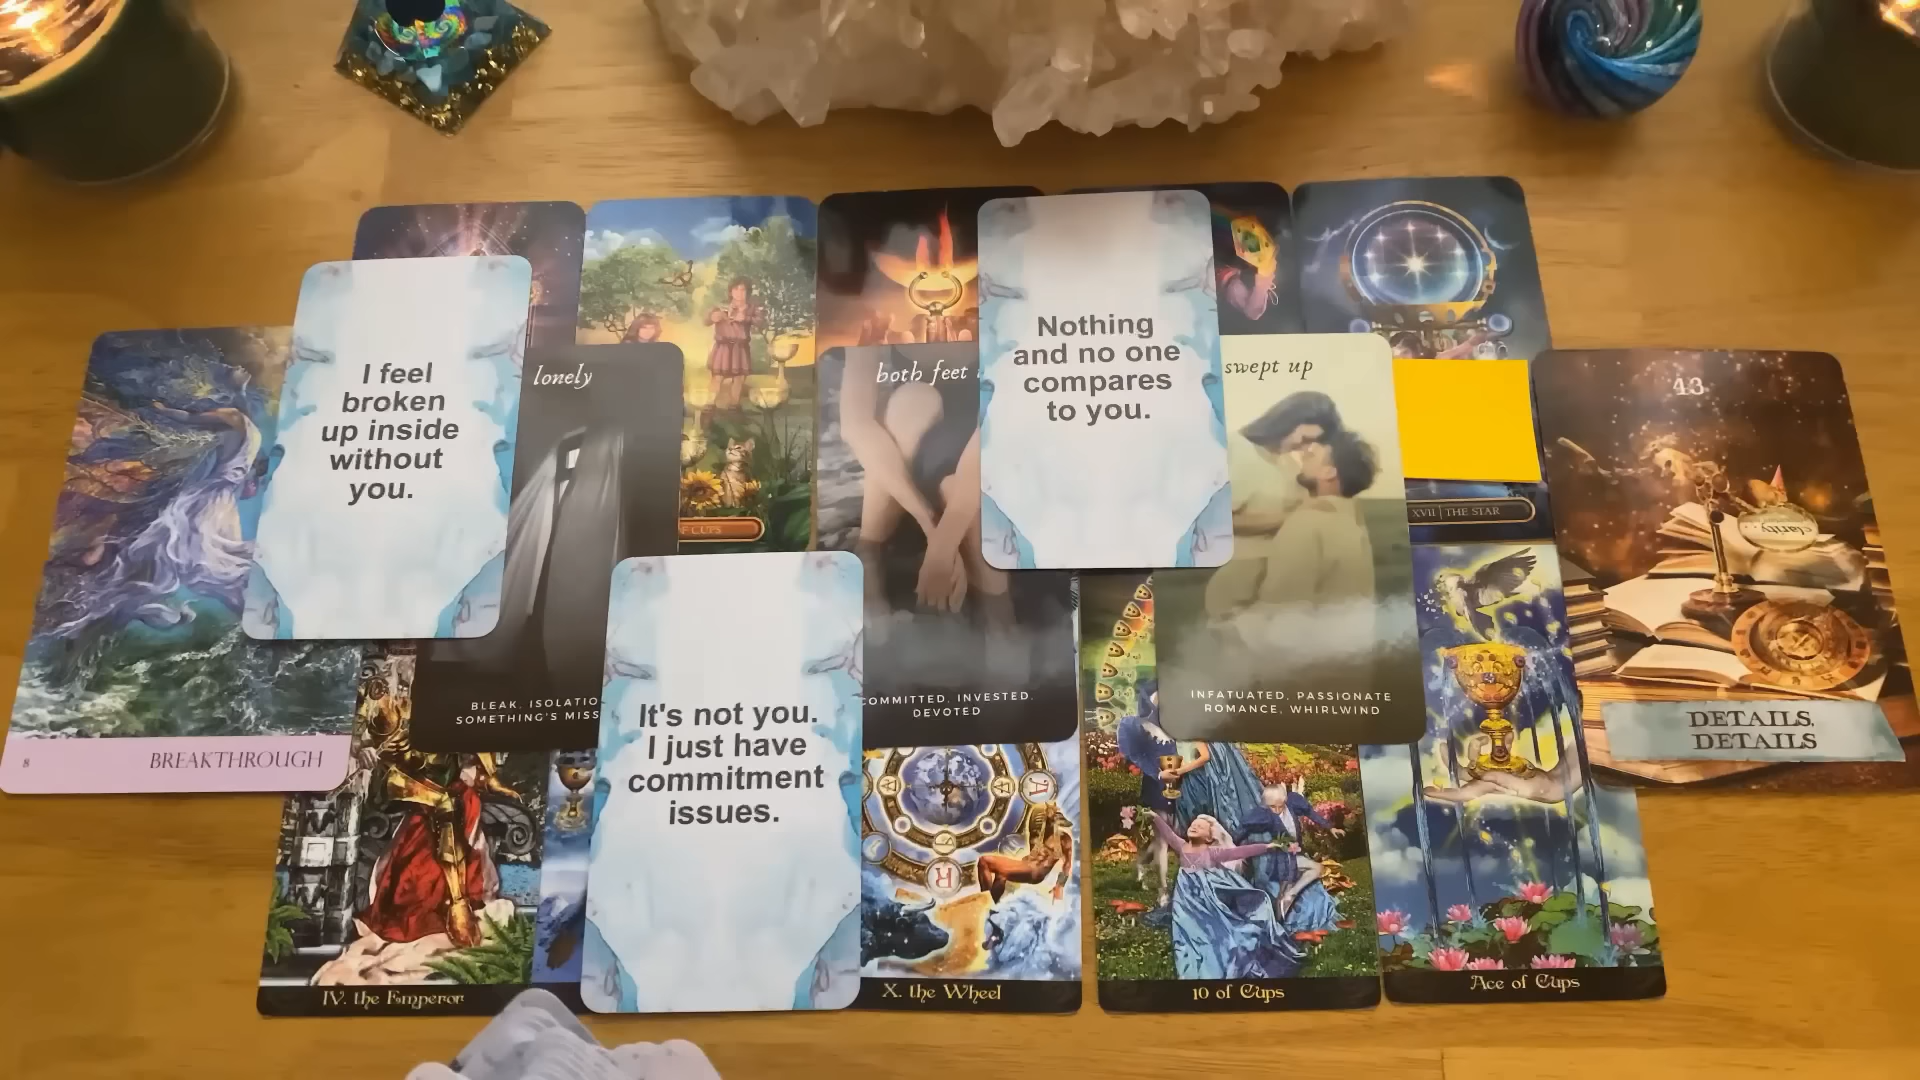 I feel
broken
up inside
without
you.
lonely
BLEAK, ISOLATIO
SOMETHING'S MISS
both feet
COMMITTED, INVESTED,
DEVOTED
Nothing
and no one
compares
to you.
swept up
INFATUATED, PASSIONATE
ROMANCE, WHIRLWIND
XVII | THE STAR
43
clarity
DETAILS,
DETAILS
8
BREAKTHROUGH
F CUPS
It's not you.
I just have
commitment
issues.
IV. the Emperor
X. the Wheel
A
R
10 of Cups
Ace of Cups